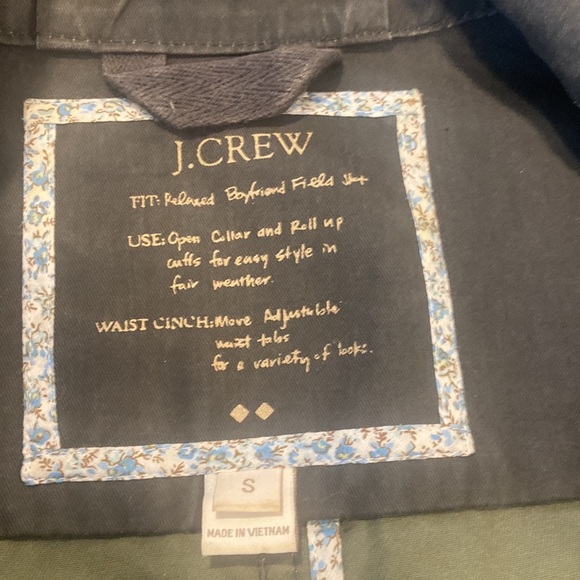 J.CREW
FIT: Relaxed Boyfriend Field Jkt
USE: Open Collar and Roll up
cuffs for easy style in
fair weather.
WAIST CINCH: Move Adjustable
waist tabs
for a variety of looks.
S
MADE IN VIETNAM